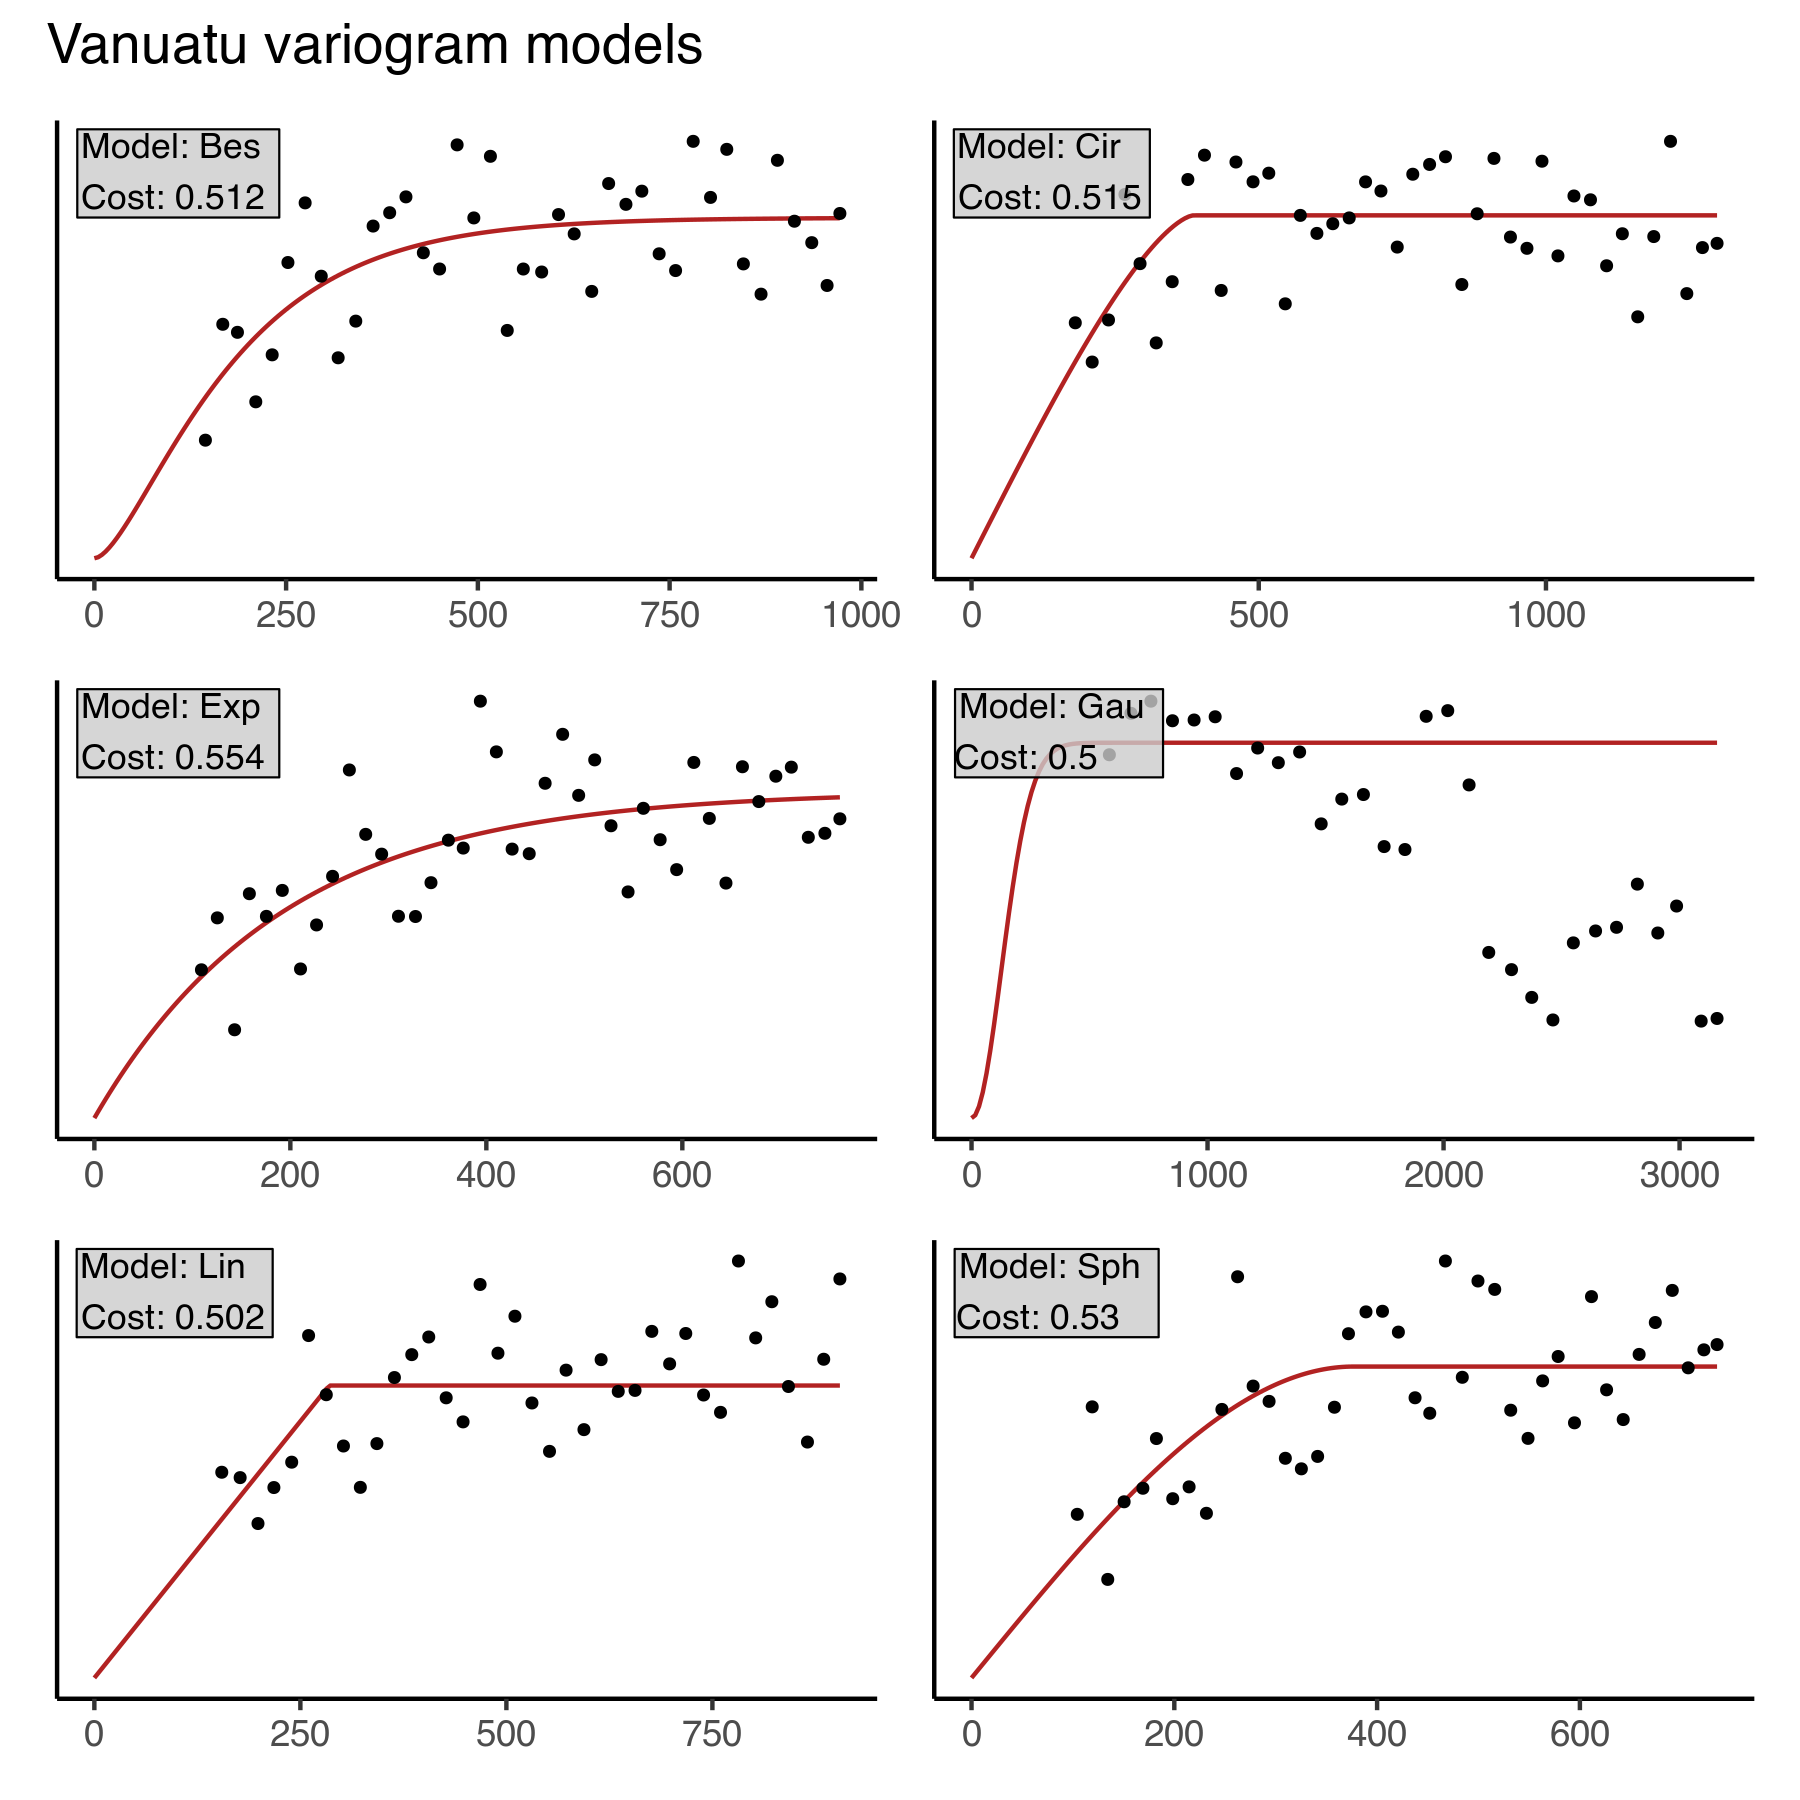 Vanuatu variogram models
Model: Bes
Cost: 0.512
0 250 500 750 1000
Model: Cir
Cost: 0.515
0 500 1000
Model: Exp
Cost: 0.554
0 200 400 600
Model: Gau
Cost: 0.5
0 1000 2000 3000
Model: Lin
Cost: 0.502
0 250 500 750
Model: Sph
Cost: 0.53
0 200 400 600